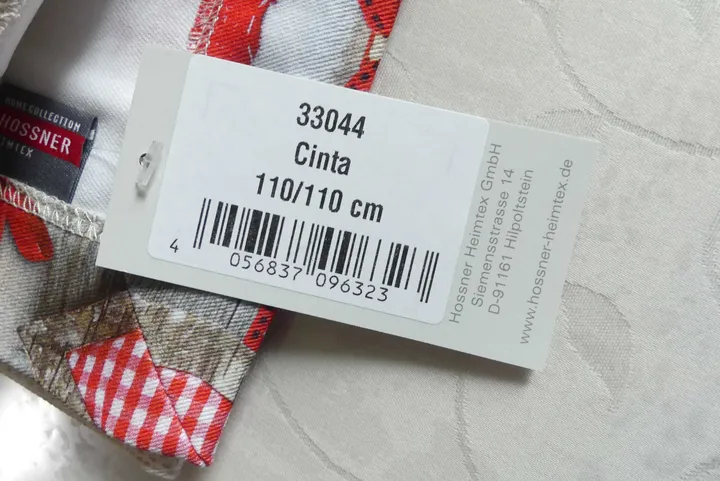 HOME COLLECTION
HOSSNER
33044
Cinta
110/110 cm
4 056837 096323
Hossner Heimtex GmbH
Siemensstrasse 14
D-91161 Hilpoltstein
www.hossner-heimtex.de